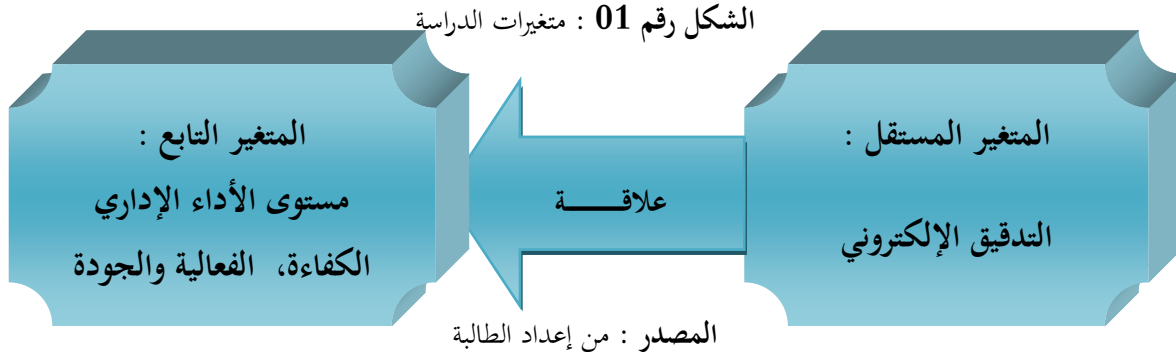 الشكل رقم 01 : متغيرات الدراسة
المتغير المستقل :
التدقيق الإلكتروني
علاقـــــــة
المتغير التابع :
مستوى الأداء الإداري
الكفاءة، الفعالية والجودة
المصدر : من إعداد الطالبة